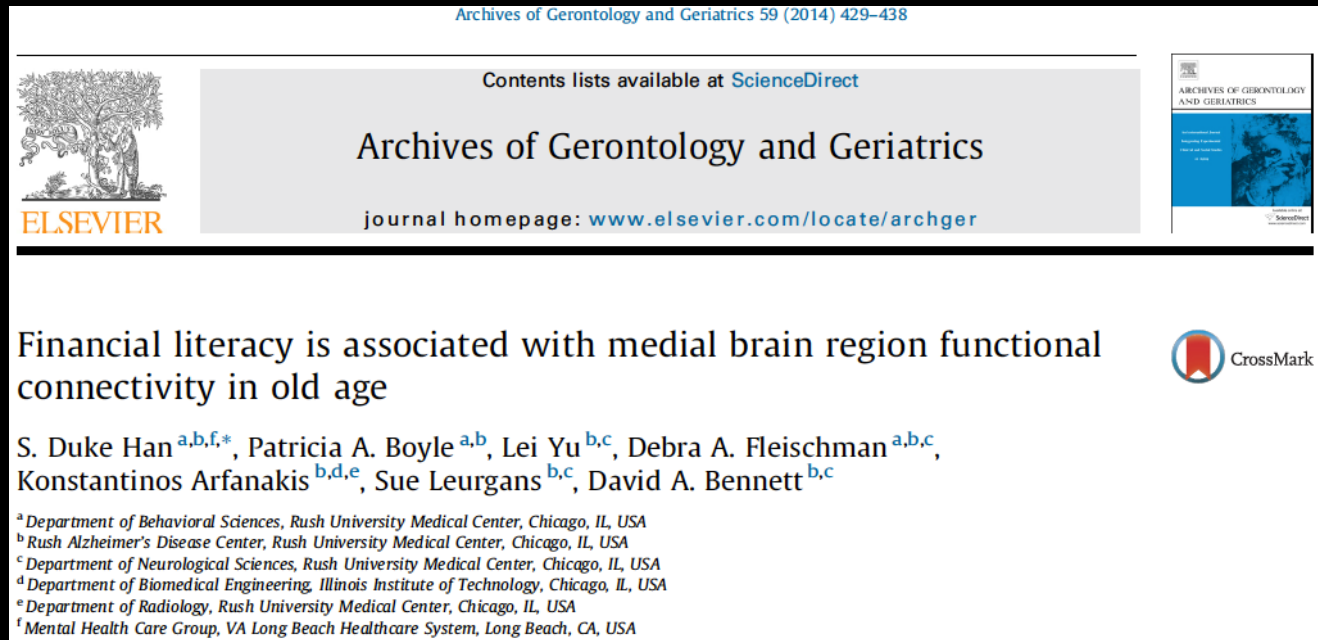 Archives of Gerontology and Geriatrics 59 (2014) 429–438
Contents lists available at ScienceDirect
Archives of Gerontology and Geriatrics
journal homepage: www.elsevier.com/locate/archger
ELSEVIER
ARCHIVES OF GERONTOLOGY
AND GERIATRICS
ScienceDirect
Financial literacy is associated with medial brain region functional
connectivity in old age
CrossMark
S. Duke Han a,b,f,*, Patricia A. Boyle a,b, Lei Yu b,c, Debra A. Fleischman a,b,c,
Konstantinos Arfanakis b,d,e, Sue Leurgans b,c, David A. Bennett b,c
a Department of Behavioral Sciences, Rush University Medical Center, Chicago, IL, USA
b Rush Alzheimer's Disease Center, Rush University Medical Center, Chicago, IL, USA
c Department of Neurological Sciences, Rush University Medical Center, Chicago, IL, USA
d Department of Biomedical Engineering, Illinois Institute of Technology, Chicago, IL, USA
e Department of Radiology, Rush University Medical Center, Chicago, IL, USA
f Mental Health Care Group, VA Long Beach Healthcare System, Long Beach, CA, USA